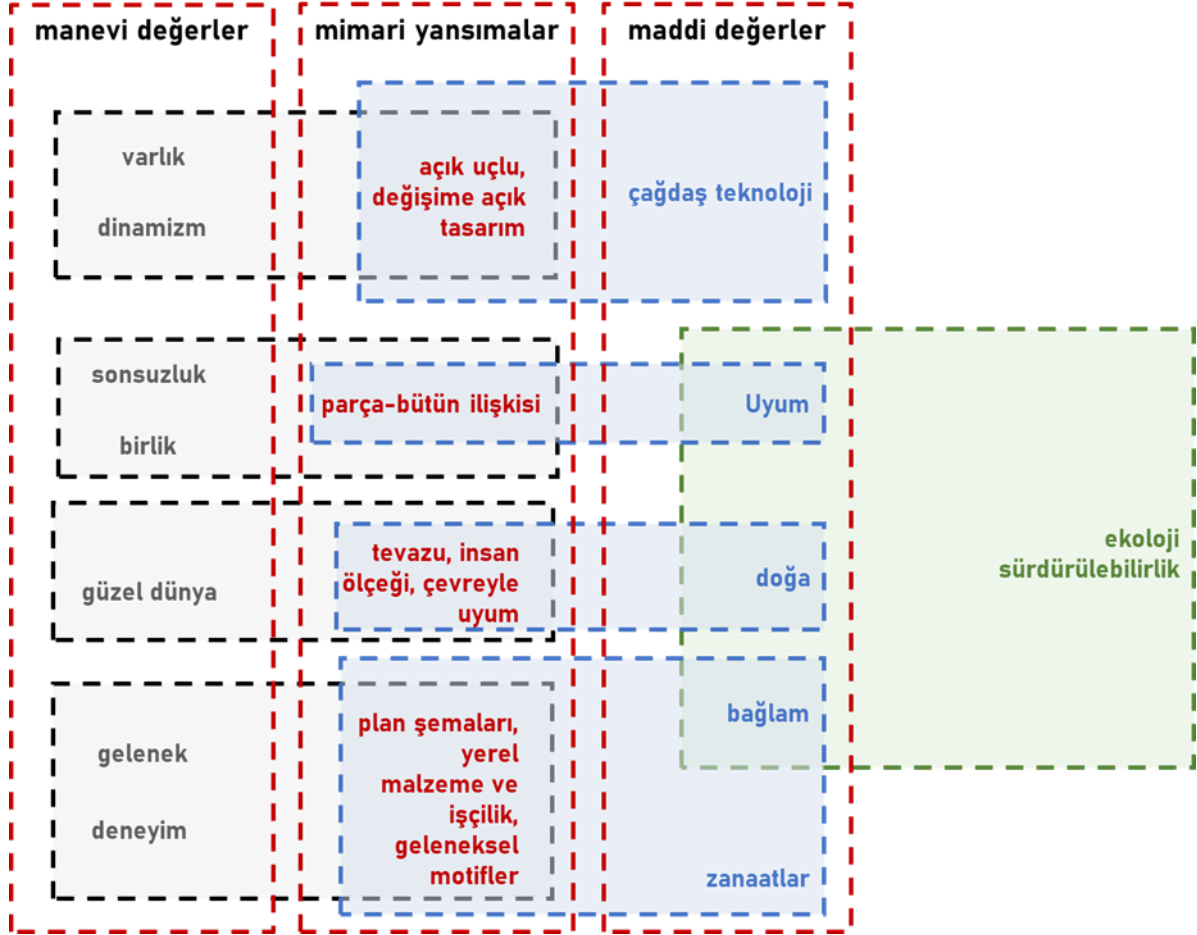 manevi değerler
mimari yansımalar
maddi değerler
varlık
dinamizm
açık uçlu,
değişime açık
tasarım
çağdaş teknoloji
sonsuzluk
birlik
parça-bütün ilişkisi
Uyum
güzel dünya
tevazu, insan
ölçeği, çevreyle
uyum
doğa
ekoloji
sürdürülebilirlik
gelenek
deneyim
plan şemaları,
yerel
malzeme ve
işçilik,
geleneksel
motifler
bağlam
zanaatlar